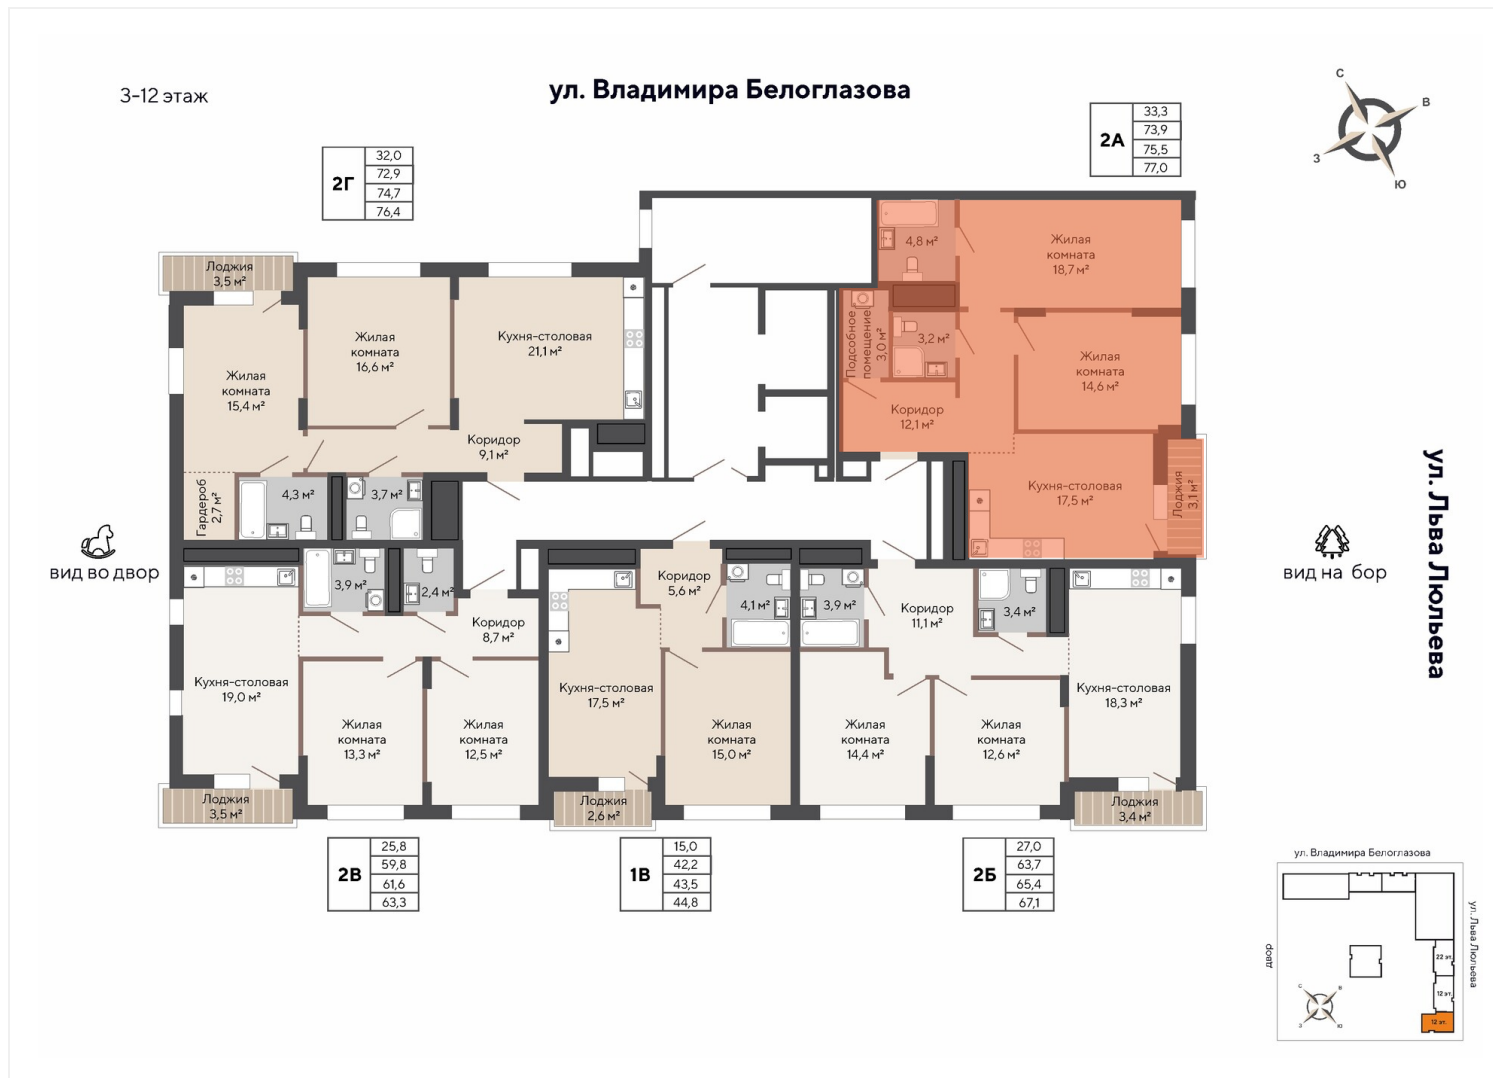 3-12 этаж
ул. Владимира Белоглазова
С
В
З
Ю
2Г
32,0
72,9
74,7
76,4
2А
33,3
73,9
75,5
77,0
Лоджия
3,5 м²
Жилая
комната
16,6 м²
Кухня-столовая
21,1 м²
Жилая
комната
15,4 м²
Коридор
9,1 м²
Гардероб
2,7 м²
4,3 м²
3,7 м²
4,8 м²
Жилая
комната
18,7 м²
Подсобное
помещение
3,0 м²
3,2 м²
Жилая
комната
14,6 м²
Коридор
12,1 м²
Кухня-столовая
17,5 м²
Лоджия
3,1 м²
ул. Льва Люльева
вид во двор
вид на бор
3,9 м²
2,4 м²
Коридор
8,7 м²
Кухня-столовая
19,0 м²
Жилая
комната
13,3 м²
Жилая
комната
12,5 м²
Лоджия
3,5 м²
Коридор
5,6 м²
4,1 м²
Кухня-столовая
17,5 м²
Жилая
комната
15,0 м²
Лоджия
2,6 м²
3,9 м²
Коридор
11,1 м²
3,4 м²
Кухня-столовая
18,3 м²
Жилая
комната
14,4 м²
Жилая
комната
12,6 м²
Лоджия
3,4 м²
2В
25,8
59,8
61,6
63,3
1В
15,0
42,2
43,5
44,8
2Б
27,0
63,7
65,4
67,1
ул. Владимира Белоглазова
ул. Льва Люльева
двор
22 эт.
12 эт.
12 эт.
С
В
З
Ю